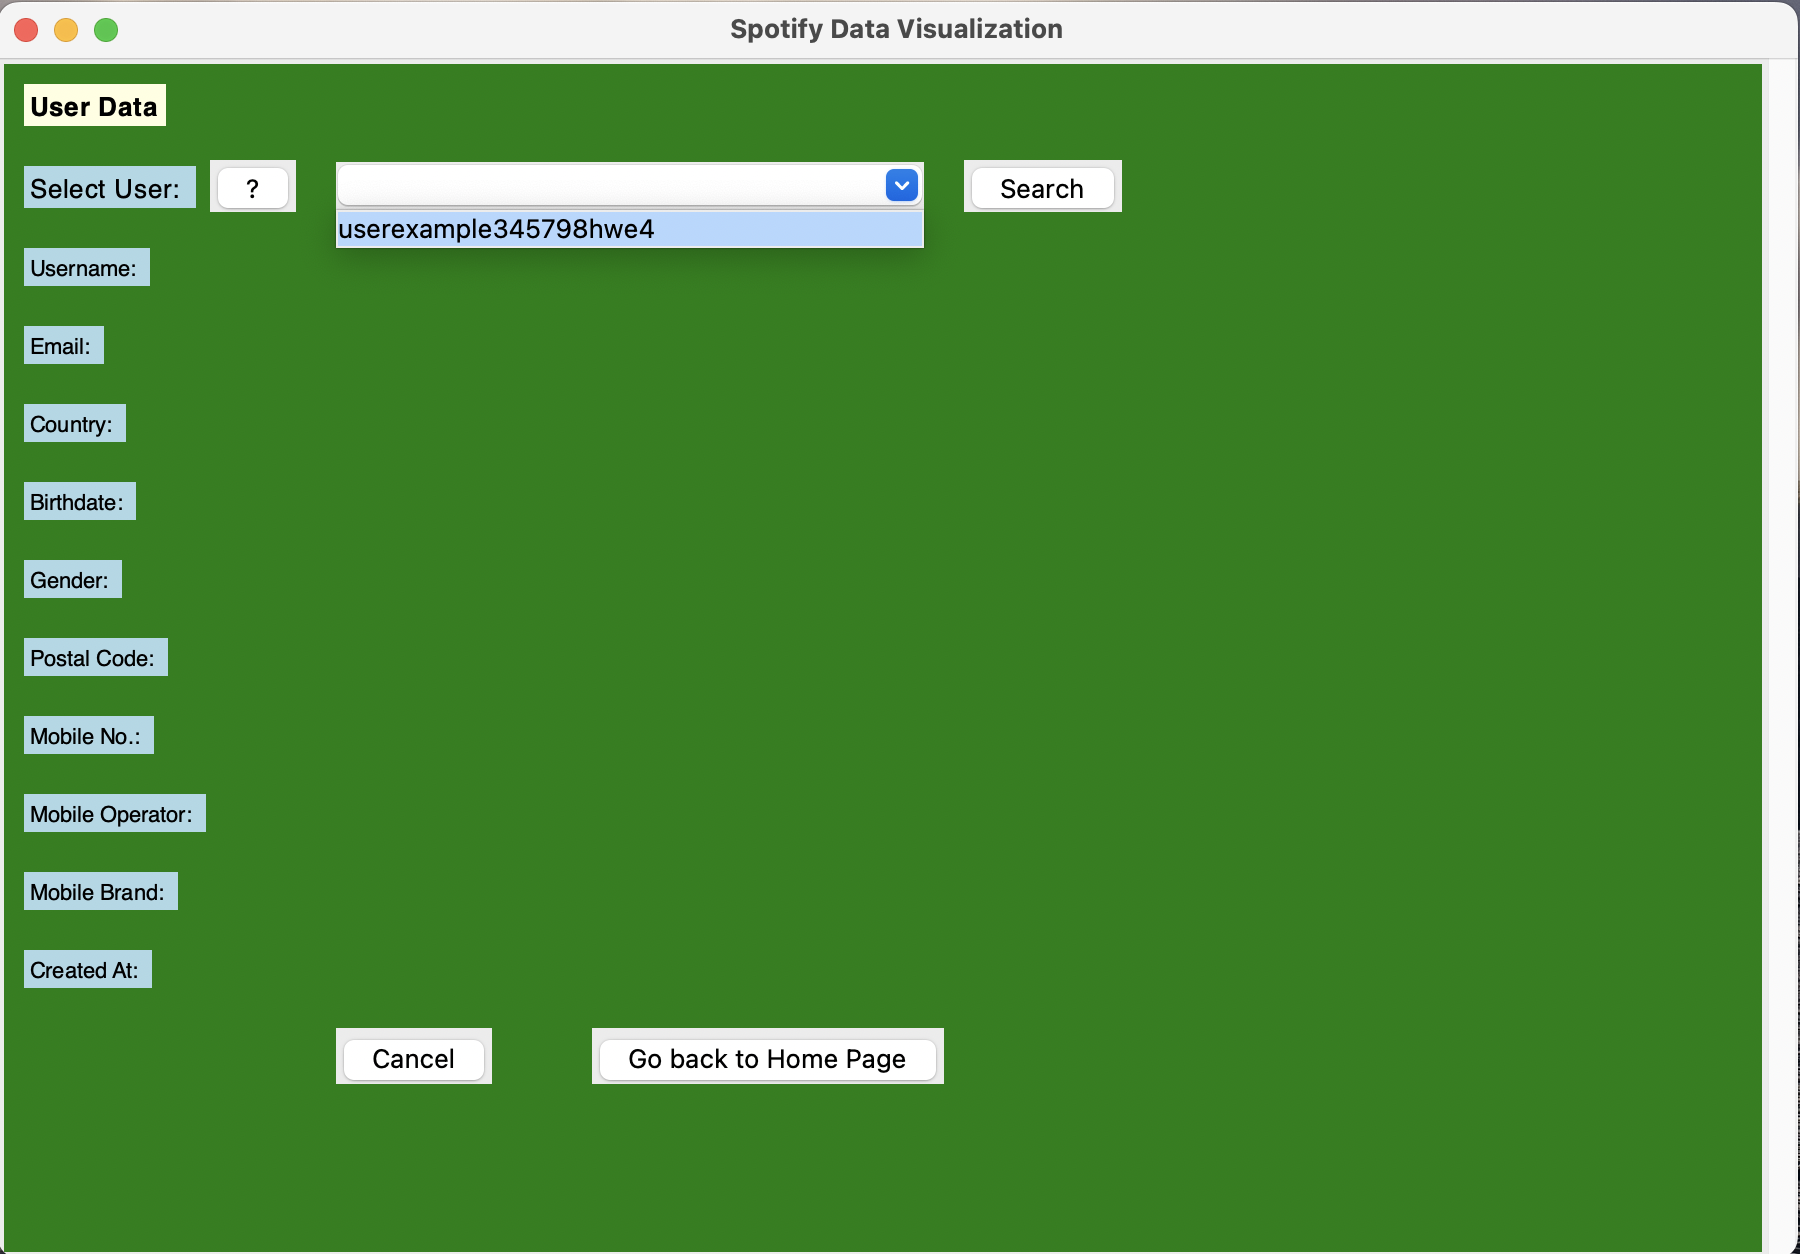 Spotify Data Visualization
User Data
Select User: ? Search
userexample345798hwe4
Username:
Email:
Country:
Birthdate:
Gender:
Postal Code:
Mobile No.:
Mobile Operator:
Mobile Brand:
Created At:
Cancel Go back to Home Page